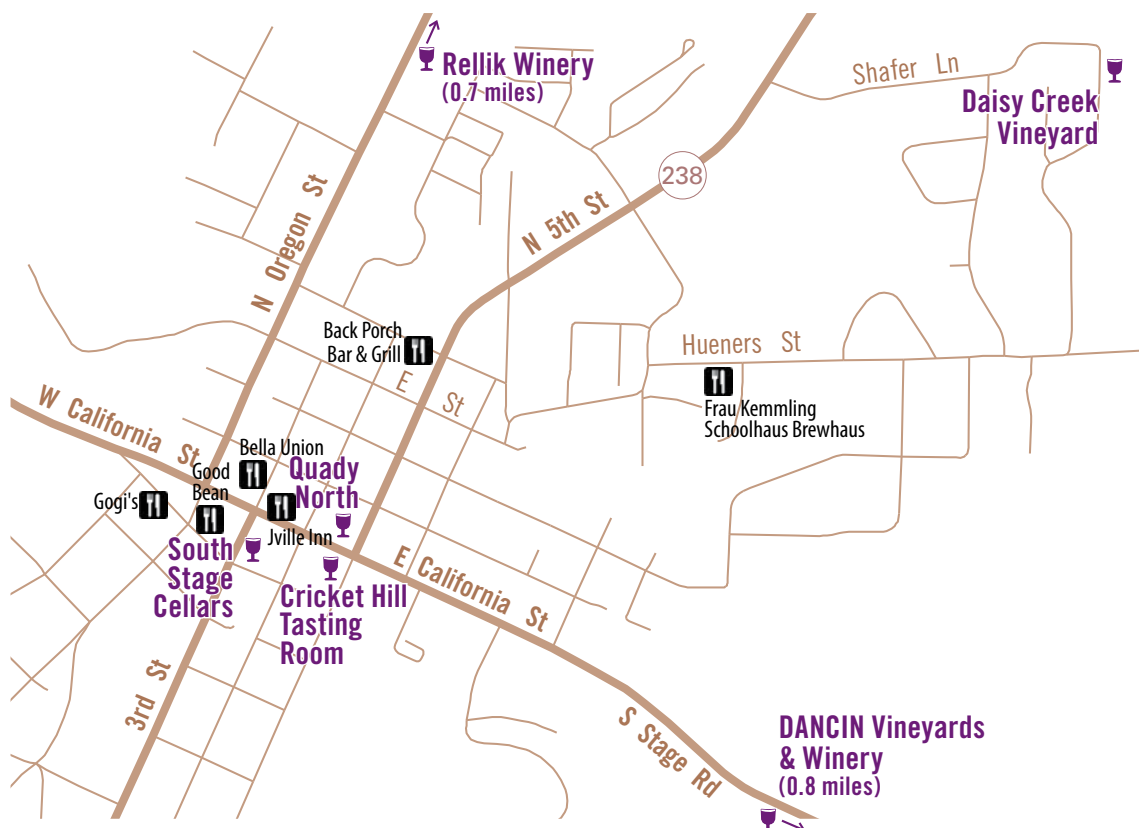 Rellik Winery
(0.7 miles)
Shafer Ln
Daisy Creek
Vineyard
238
N 5th St
N Oregon St
Back Porch
Bar & Grill
E St
Hueners St
Frau Kemmling
Schoolhaus Brewhaus
W California St
Bella Union
Good
Bean
Quady
North
Gogi's
Jville Inn
South
Stage
Cellars
Cricket Hill
Tasting
Room
E California St
3rd St
S Stage Rd
DANCIN Vineyards
& Winery
(0.8 miles)